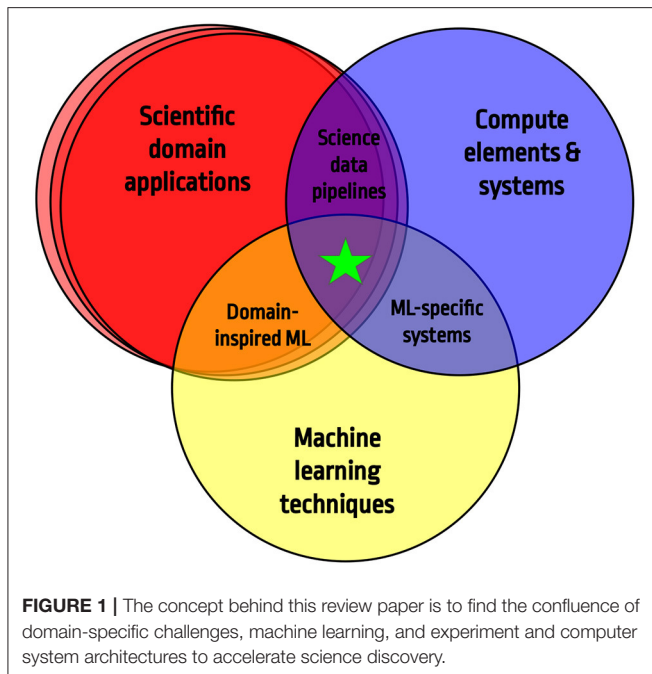 Scientific
domain
applications
Science
data
pipelines
Compute
elements &
systems
Domain-
inspired ML
ML-specific
systems
Machine
learning
techniques
FIGURE 1 | The concept behind this review paper is to find the confluence of
domain-specific challenges, machine learning, and experiment and computer
system architectures to accelerate science discovery.